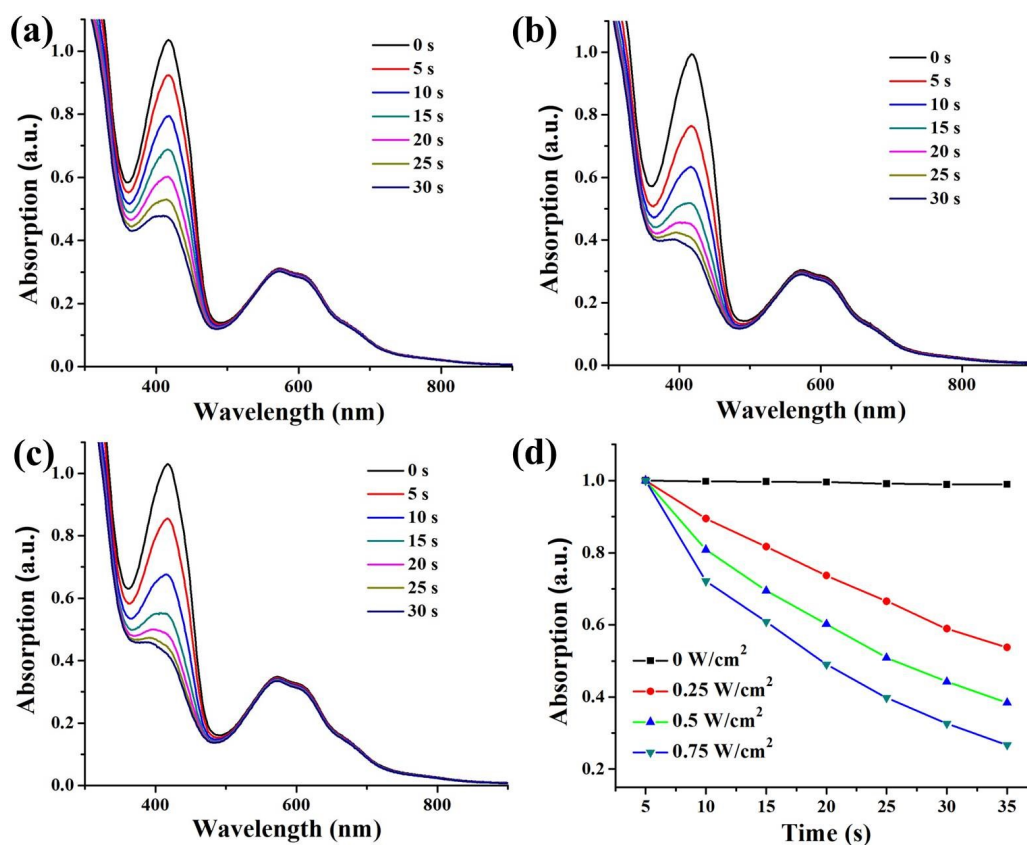 (a)
0 s
5 s
10 s
15 s
20 s
25 s
30 s
1.0
0.8
0.6
0.4
0.2
0.0
Absorption (a.u.)
400
600
800
Wavelength (nm)
(b)
0 s
5 s
10 s
15 s
20 s
25 s
30 s
1.0
0.8
0.6
0.4
0.2
0.0
Absorption (a.u.)
400
600
800
Wavelength (nm)
(c)
0 s
5 s
10 s
15 s
20 s
25 s
30 s
1.0
0.8
0.6
0.4
0.2
0.0
Absorption (a.u.)
400
600
800
Wavelength (nm)
(d)
1.0
0.8
0.6
0.4
0.2
Absorption (a.u.)
0 W/cm²
0.25 W/cm²
0.5 W/cm²
0.75 W/cm²
5 10 15 20 25 30 35
Time (s)